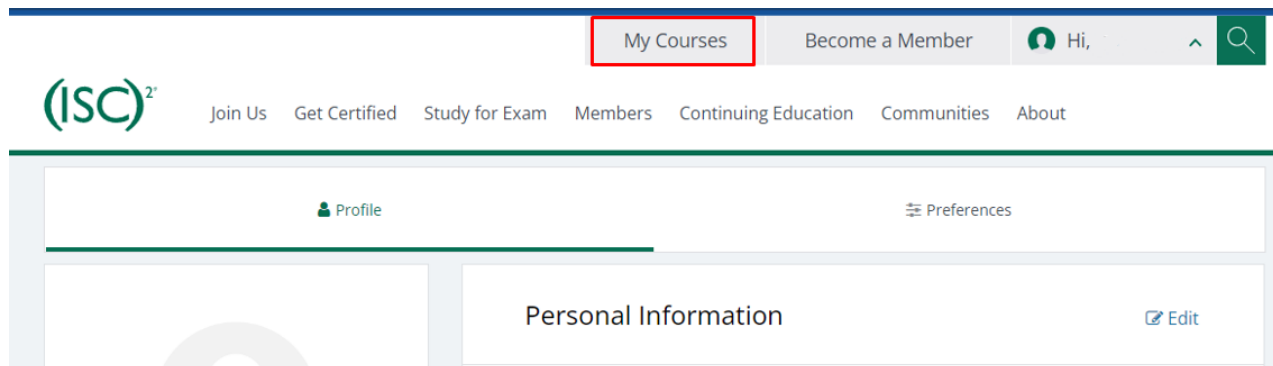 My Courses Become a Member Hi,
(ISC)²® Join Us Get Certified Study for Exam Members Continuing Education Communities About
Profile Preferences
Personal Information Edit